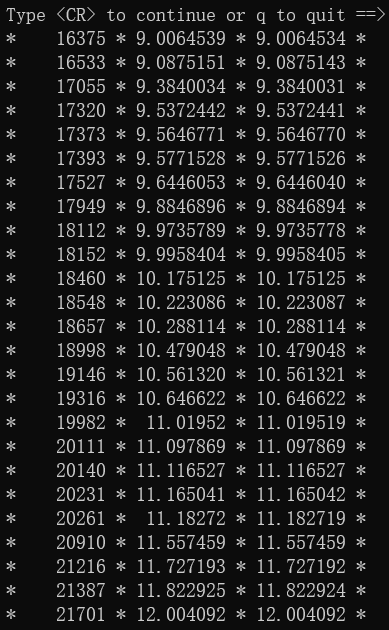 Type <CR> to continue or q to quit ==>
*    16375 * 9.0064539 * 9.0064534 *
*    16533 * 9.0875151 * 9.0875143 *
*    17055 * 9.3840034 * 9.3840031 *
*    17320 * 9.5372442 * 9.5372441 *
*    17373 * 9.5646771 * 9.5646770 *
*    17393 * 9.5771528 * 9.5771526 *
*    17527 * 9.6446053 * 9.6446040 *
*    17949 * 9.8846896 * 9.8846894 *
*    18112 * 9.9735789 * 9.9735778 *
*    18152 * 9.9958404 * 9.9958405 *
*    18460 * 10.175125 * 10.175125 *
*    18548 * 10.223086 * 10.223087 *
*    18657 * 10.288114 * 10.288114 *
*    18998 * 10.479048 * 10.479048 *
*    19146 * 10.561320 * 10.561321 *
*    19316 * 10.646622 * 10.646622 *
*    19982 *  11.01952 * 11.019519 *
*    20111 * 11.097869 * 11.097869 *
*    20140 * 11.116527 * 11.116527 *
*    20231 * 11.165041 * 11.165042 *
*    20261 *  11.18272 * 11.182719 *
*    20910 * 11.557459 * 11.557459 *
*    21216 * 11.727193 * 11.727192 *
*    21387 * 11.822925 * 11.822924 *
*    21701 * 12.004092 * 12.004092 *